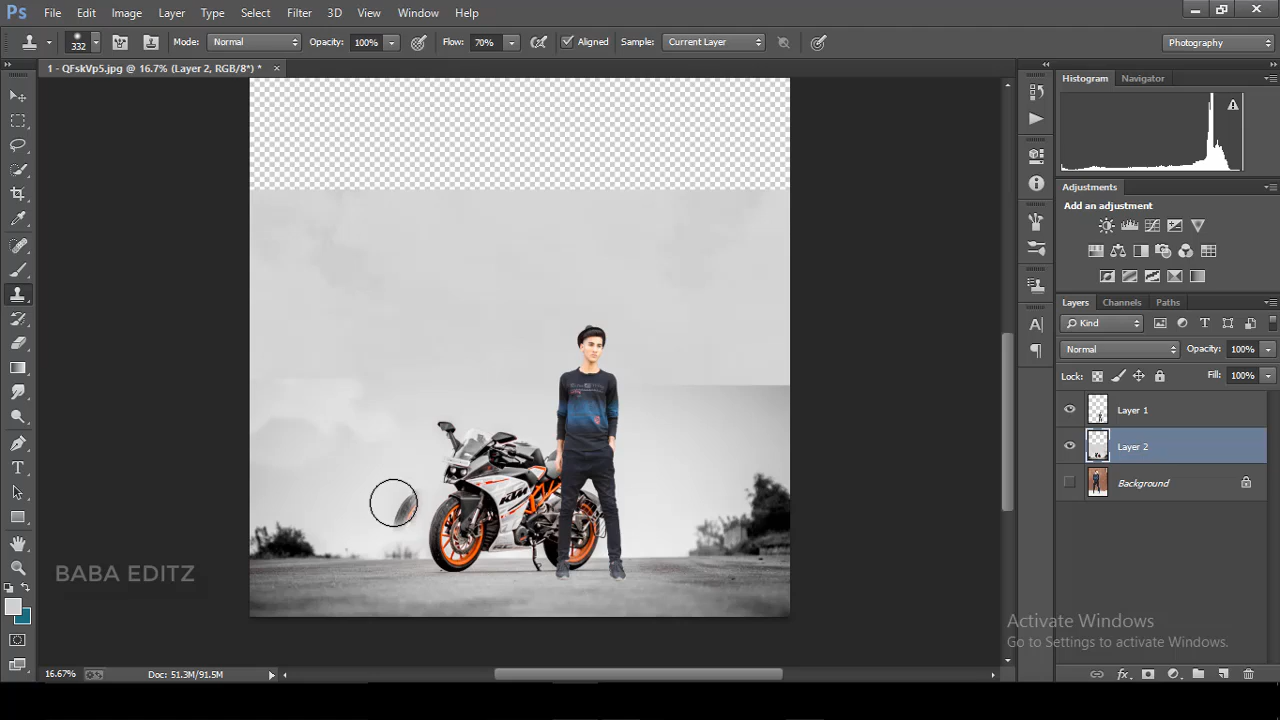 Ps File Edit Image Layer Type Select Filter 3D View Window Help
332 Mode: Normal Opacity: 100% Flow: 70% Aligned Sample: Current Layer Photography
1 - QFskVp5.jpg @ 16.7% (Layer 2, RGB/8*) * ×
Histogram Navigator
Adjustments
Add an adjustment
Layers Channels Paths
Kind
Normal Opacity: 100%
Lock: Fill: 100%
Layer 1
Layer 2
Background
KTM
BABA EDITZ
Activate Windows
Go to Settings to activate Windows.
16.67% Doc: 51.3M/91.5M